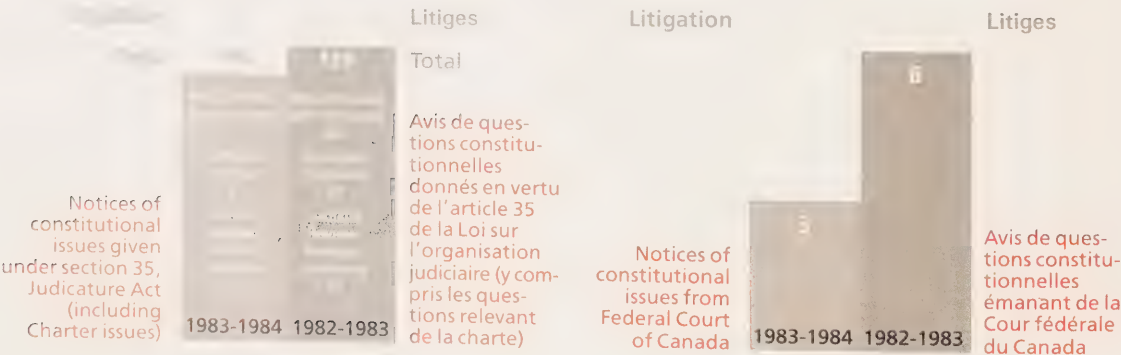 Litiges
Total
Notices of
constitutional
issues given
under section 35,
Judicature Act
(including
Charter issues)
1983-1984 1982-1983
Avis de ques-
tions constitu-
tionnelles
donnés en vertu
de l'article 35
de la Loi sur
l'organisation
judiciaire (y com-
pris les ques-
tions relevant
de la charte)
Litigation
Litiges
Notices of
constitutional
issues from
Federal Court
of Canada
3
6
1983-1984 1982-1983
Avis de ques-
tions constitu-
tionnelles
émanant de la
Cour fédérale
du Canada